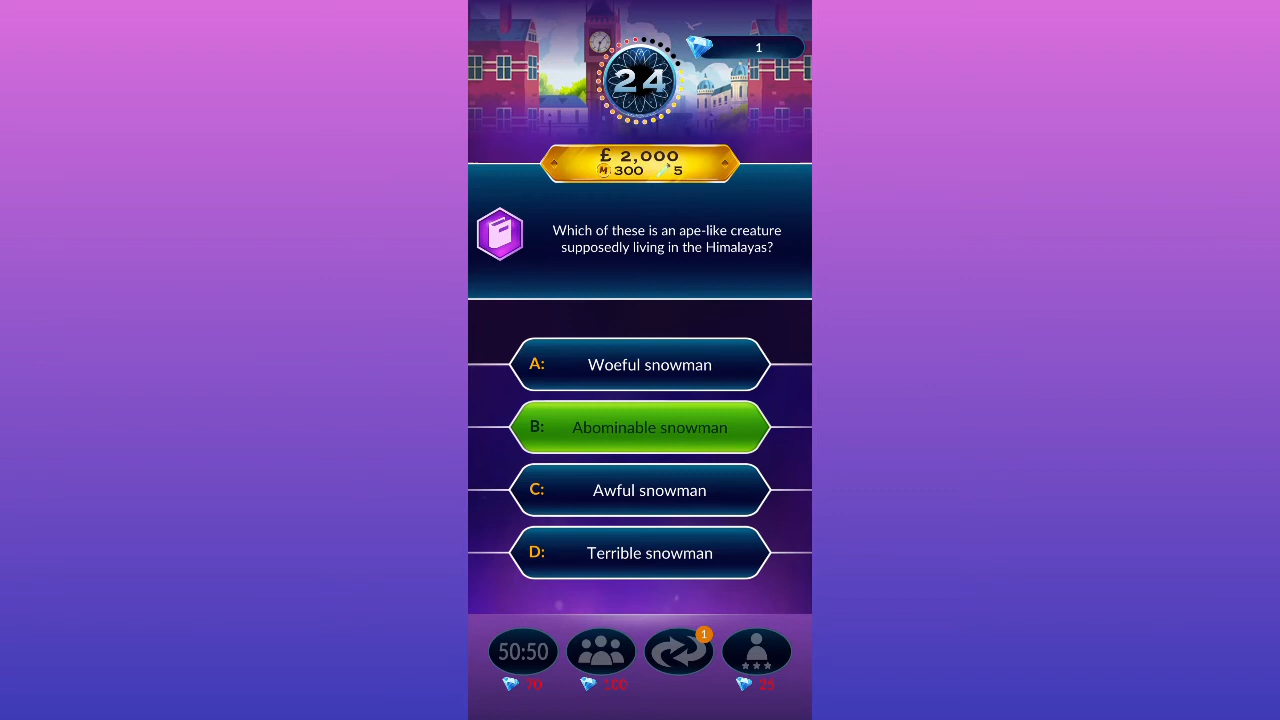 1
24
£ 2,000
300 5
Which of these is an ape-like creature
supposedly living in the Himalayas?
A: Woeful snowman
B: Abominable snowman
C: Awful snowman
D: Terrible snowman
1
50:50
70 100 25